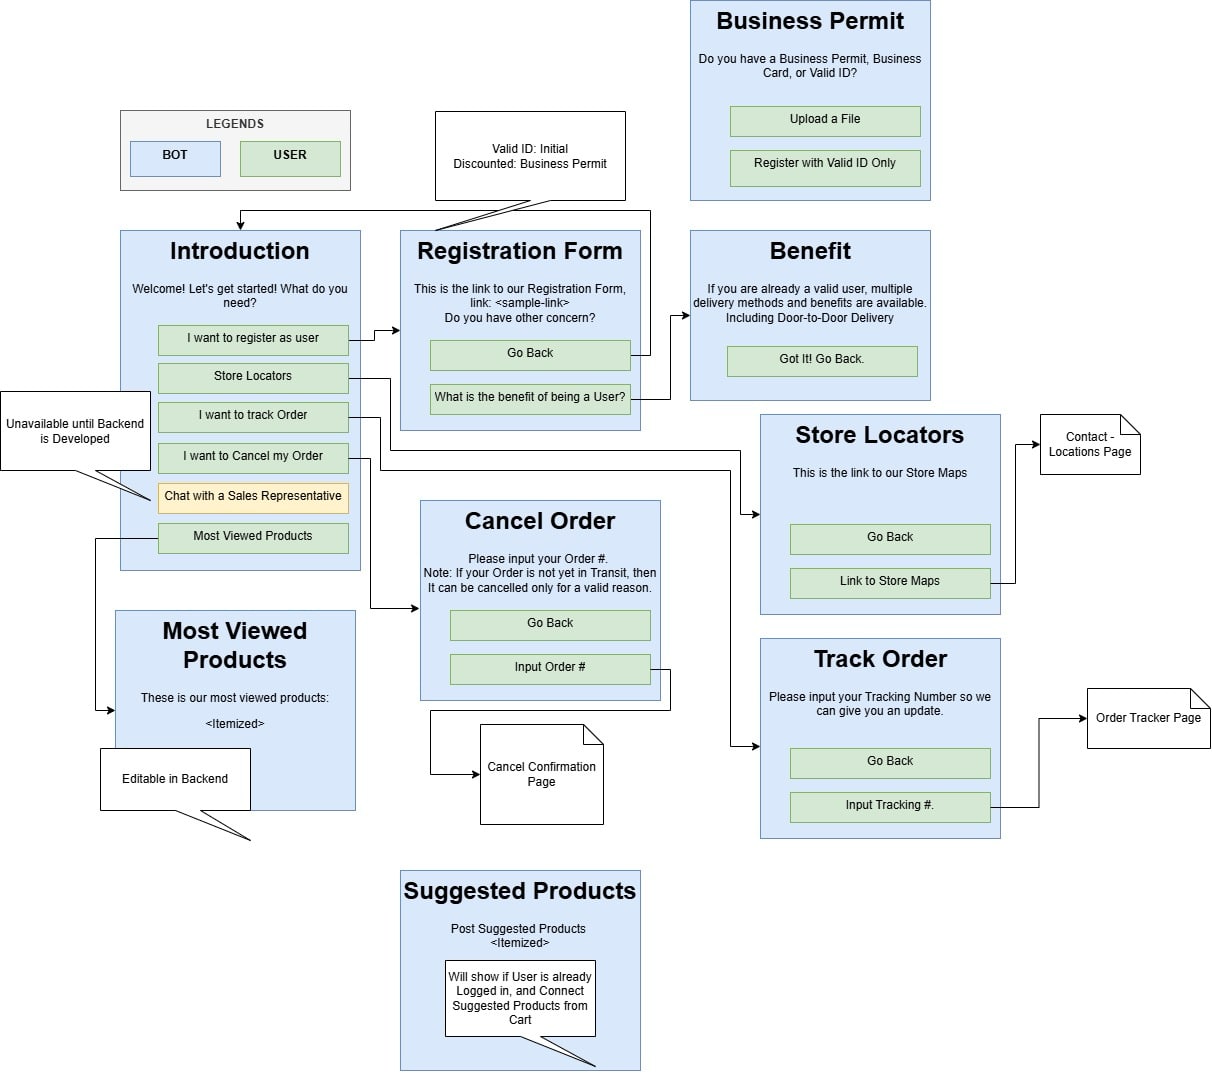 Business Permit
Do you have a Business Permit, Business
Card, or Valid ID?
Upload a File
Register with Valid ID Only
LEGENDS
BOT
USER
Valid ID: Initial
Discounted: Business Permit
Introduction
Welcome! Let's get started! What do you
need?
I want to register as user
Store Locators
I want to track Order
I want to Cancel my Order
Chat with a Sales Representative
Most Viewed Products
Unavailable until Backend
is Developed
Registration Form
This is the link to our Registration Form,
link: <sample-link>
Do you have other concern?
Go Back
What is the benefit of being a User?
Benefit
If you are already a valid user, multiple
delivery methods and benefits are available.
Including Door-to-Door Delivery
Got It! Go Back.
Store Locators
This is the link to our Store Maps
Go Back
Link to Store Maps
Contact -
Locations Page
Cancel Order
Please input your Order #.
Note: If your Order is not yet in Transit, then
It can be cancelled only for a valid reason.
Go Back
Input Order #
Cancel Confirmation
Page
Most Viewed
Products
These is our most viewed products:
<Itemized>
Editable in Backend
Track Order
Please input your Tracking Number so we
can give you an update.
Go Back
Input Tracking #.
Order Tracker Page
Suggested Products
Post Suggested Products
<Itemized>
Will show if User is already
Logged in, and Connect
Suggested Products from
Cart